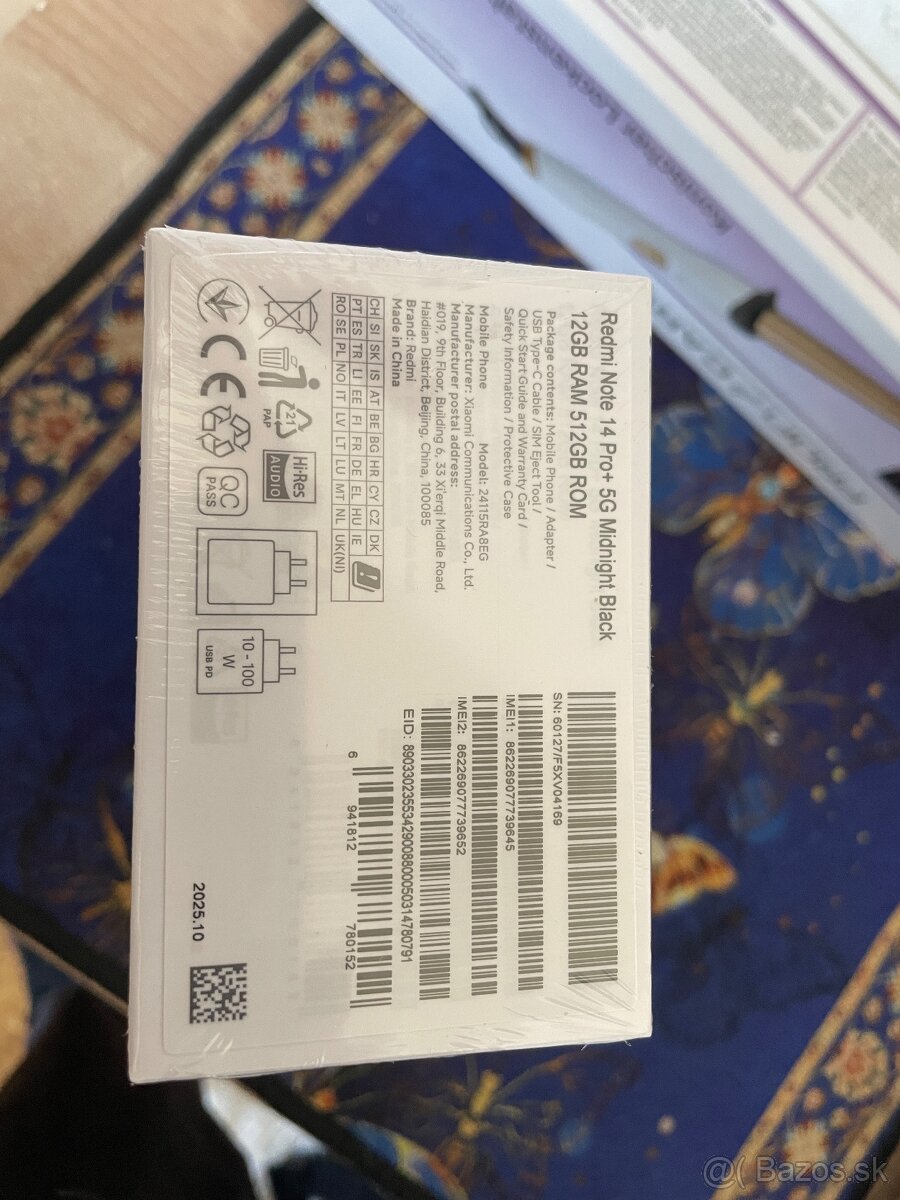 Redmi Note 14 Pro+ 5G Midnight Black
12GB RAM 512GB ROM
Package contents: Mobile Phone / Adapter /
USB Type-C Cable / SIM Eject Tool /
Quick Start Guide and Warranty Card /
Safety Information / Protective Case
Mobile Phone Model: 24115RA8EG
Manufacturer: Xiaomi Communications Co., Ltd.
Manufacturer postal address:
#019, 9th Floor, Building 6, 33 Xi'erqi Middle Road,
Haidian District, Beijing, China, 100085
Brand: Redmi
Made in China
CH SI SK IS AT BE BG HR CY CZ DK
PT ES TR LI EE FI FR DE EL HU IE
RO SE PL NO IT LV LT LU MT NL UK(NI)
21
PAP
Hi-Res
AUDIO
CE
QC
PASS
10 - 100
W
USB PD
SN: 60127/F5XV04169
IMEI1: 862269077739645
IMEI2: 862269077739652
EID: 89033023553429008800050314780791
6 941812 780152
2025.10
@( Bazos.sk